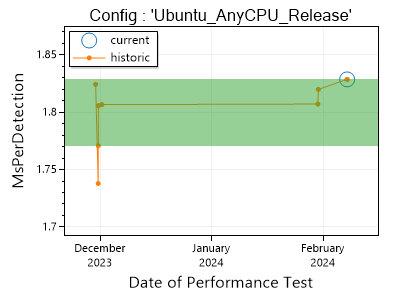 Config : 'Ubuntu_AnyCPU_Release'
current
historic
MsPerDetection
1.85
1.8
1.75
1.7
December
2023
January
2024
February
2024
Date of Performance Test